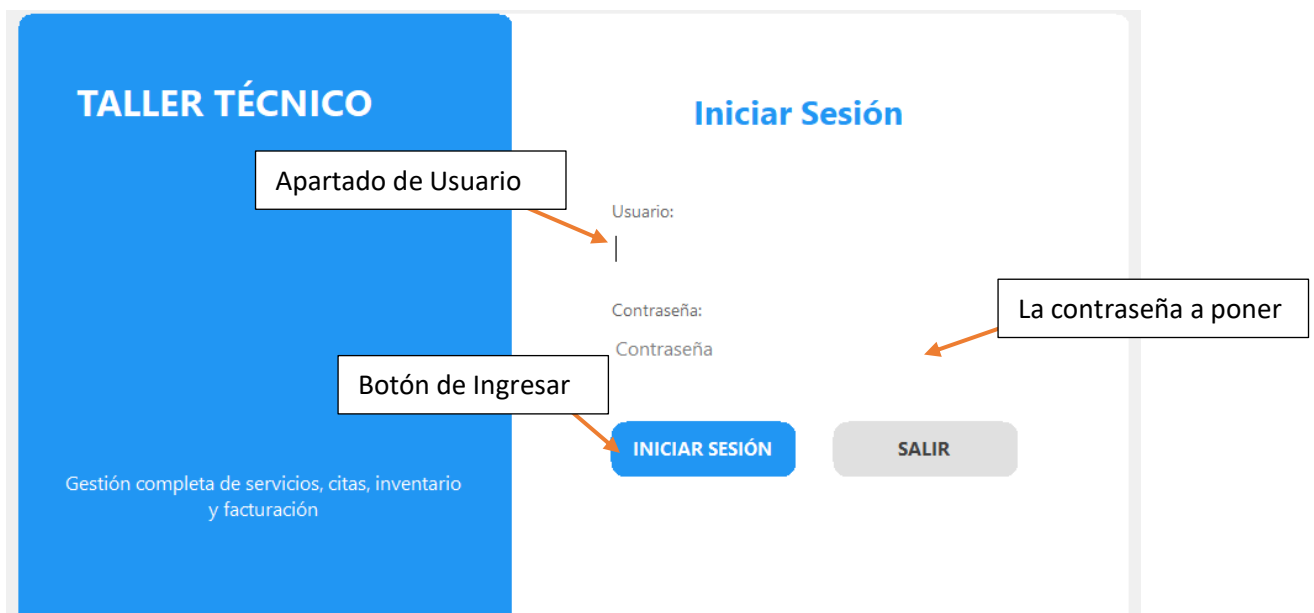 TALLER TÉCNICO
Iniciar Sesión
Apartado de Usuario
Usuario:
Contraseña:
La contraseña a poner
Contraseña
Botón de Ingresar
INICIAR SESIÓN
SALIR
Gestión completa de servicios, citas, inventario
y facturación